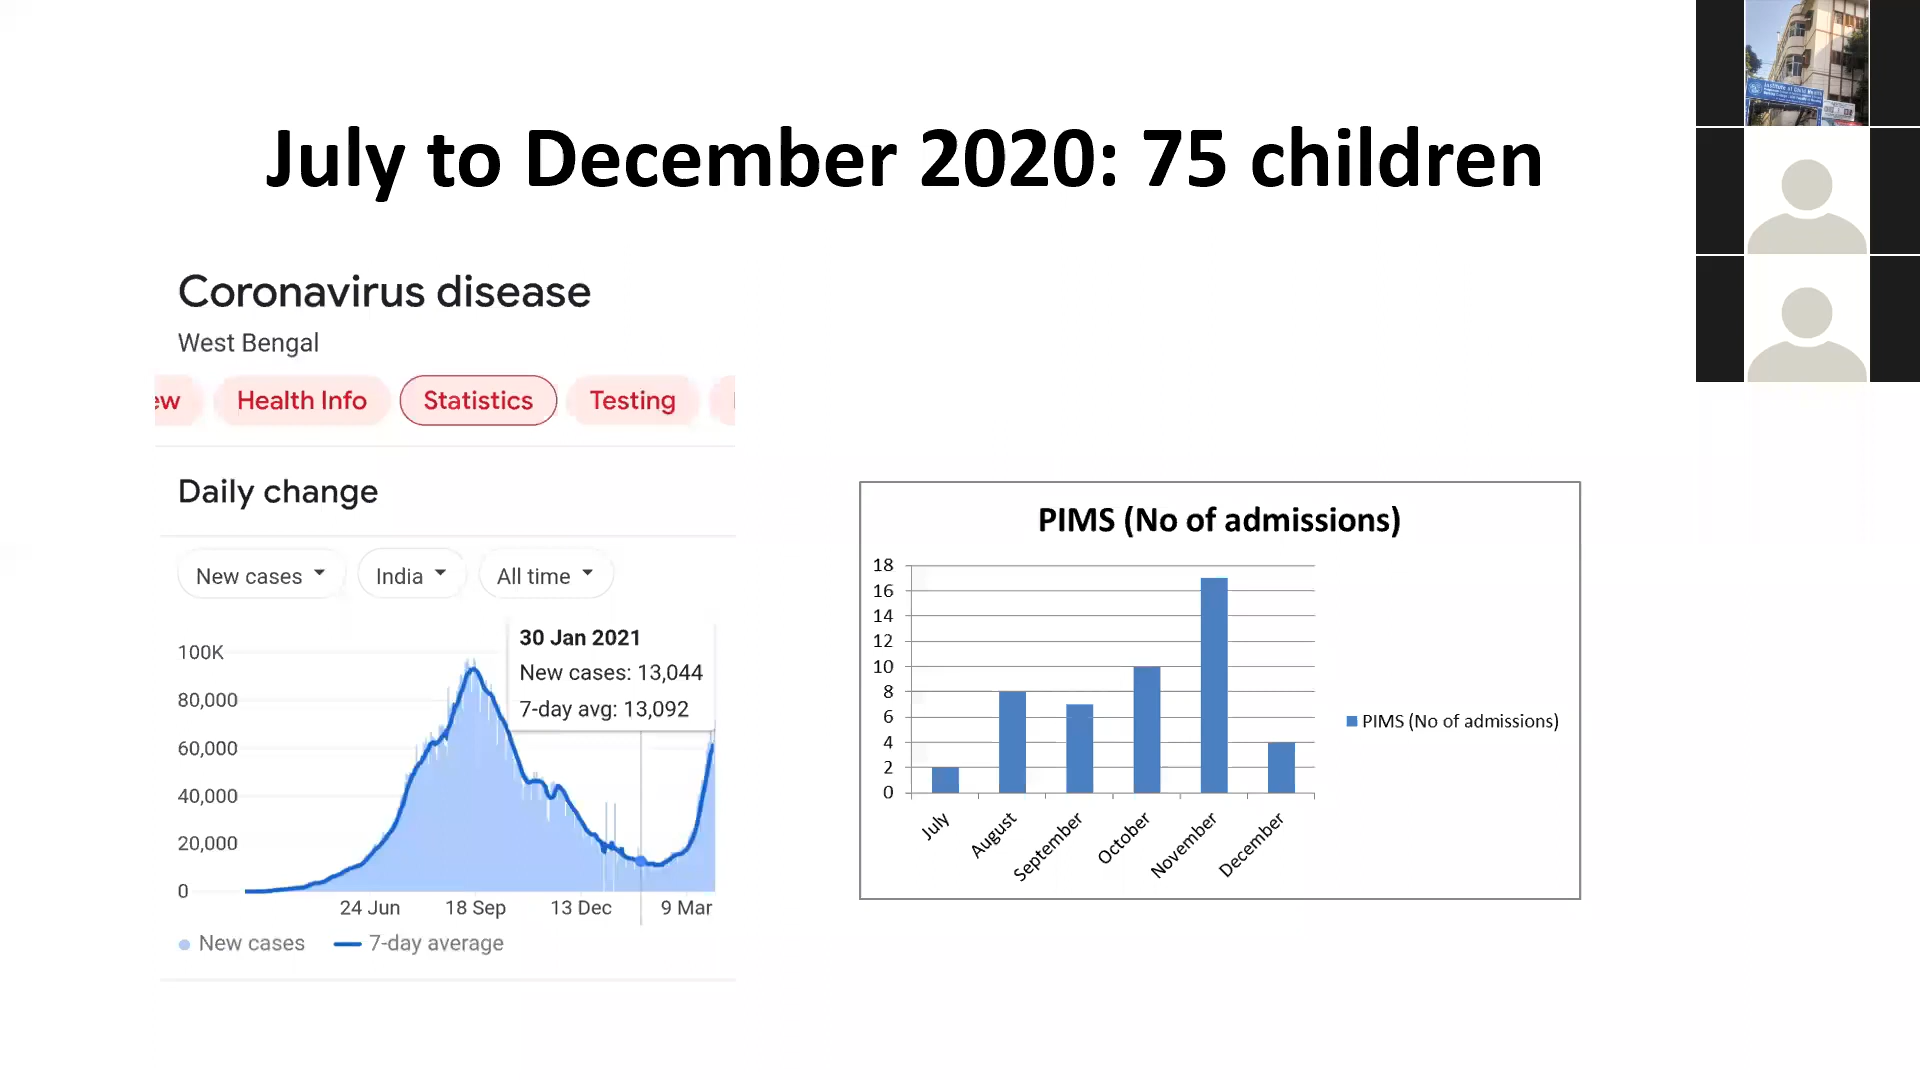 July to December 2020: 75 children
Coronavirus disease
West Bengal
ew
Health Info
Statistics
Testing
Daily change
New cases
India
All time
30 Jan 2021
New cases: 13,044
7-day avg: 13,092
100K
80,000
60,000
40,000
20,000
0
24 Jun
18 Sep
13 Dec
9 Mar
New cases
7-day average
PIMS (No of admissions)
18
16
14
12
10
8
6
4
2
0
July
August
September
October
November
December
PIMS (No of admissions)
Institute of Child Health